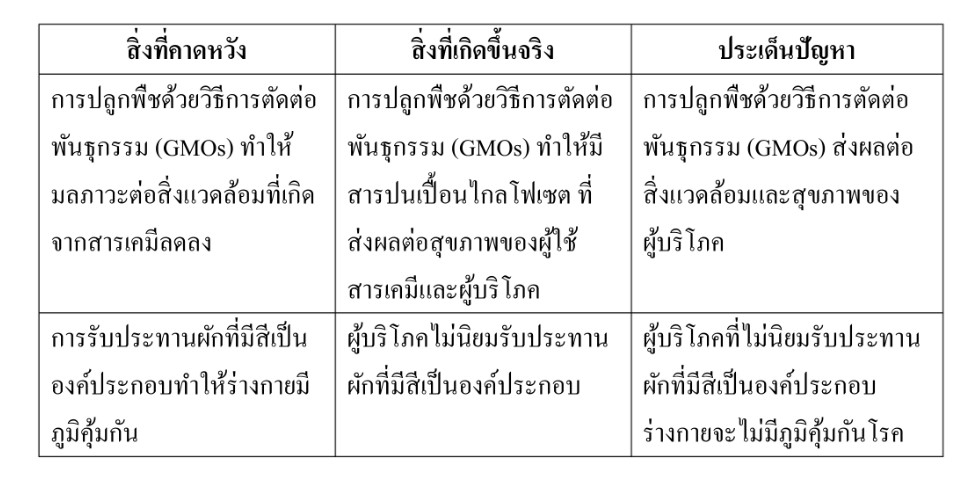 สิ่งที่คาดหวัง
สิ่งที่เกิดขึ้นจริง
ประเด็นปัญหา
การปลูกพืชด้วยวิธีการตัดต่อ
พันธุกรรม (GMOs) ทำให้
มลภาวะต่อสิ่งแวดล้อมที่เกิด
จากสารเคมีลดลง
การปลูกพืชด้วยวิธีการตัดต่อ
พันธุกรรม (GMOs) ทำให้มี
สารปนเปื้อนไกลโฟเซต ที่
ส่งผลต่อสุขภาพของผู้ใช้
สารเคมีและผู้บริโภค
การปลูกพืชด้วยวิธีการตัดต่อ
พันธุกรรม (GMOs) ส่งผลต่อ
สิ่งแวดล้อมและสุขภาพของ
ผู้บริโภค
การรับประทานผักที่มีสีเป็น
องค์ประกอบทำให้ร่างกายมี
ภูมิคุ้มกัน
ผู้บริโภคไม่นิยมรับประทาน
ผักที่มีสีเป็นองค์ประกอบ
ผู้บริโภคที่ไม่นิยมรับประทาน
ผักที่มีสีเป็นองค์ประกอบ
ร่างกายจะไม่มีภูมิคุ้มกันโรค